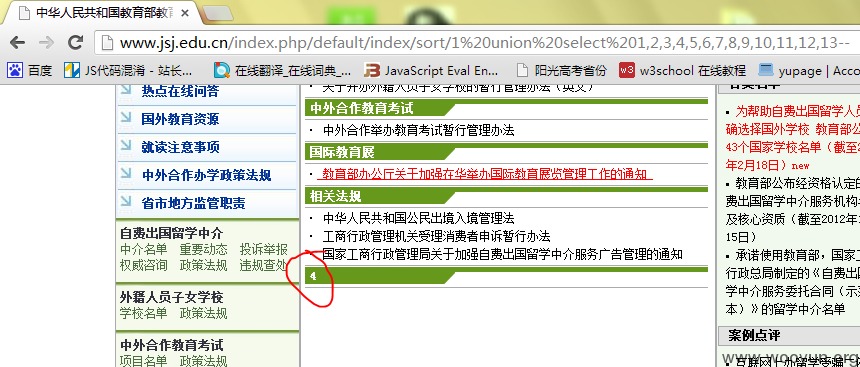 中华人民共和国教育部教育
www.jsj.edu.cn/index.php/default/index/sort/1%20union%20select%201,2,3,4,5,6,7,8,9,10,11,12,13--
百度 JS代码混淆 - 站长... 在线翻译_在线词典_... JavaScript Eval En... 阳光高考省份 w3school 在线教程 yupage | Acco
热点在线问答
国外教育资源
就读注意事项
中外合作办学政策法规
省市地方监管职责
自费出国留学中介
中介名单 重要动态 投诉举报
权威咨询 政策法规 违规查处
外籍人员子女学校
学校名单 政策法规
中外合作教育考试
项目名单 政策法规
关于开办外籍人员子女学校的暂行管理办法（英文）
中外合作教育考试
中外合作举办教育考试暂行管理办法
国际教育展
教育部办公厅关于加强在华举办国际教育展览管理工作的通知
相关法规
中华人民共和国公民出境入境管理法
工商行政管理机关受理消费者申诉暂行办法
国家工商行政管理局关于加强自费出国留学中介服务广告管理的通知
4
为帮助自费出国留学人员
确选择国外学校 教育部公
43个国家学校名单（截至2
年2月18日）new
教育部公布经资格认定的
费出国留学中介服务机构名
及核心资质（截至2012年1
15日）
承诺使用教育部，国家工
行政总局制定的《自费出国
学中介服务委托合同（示范
本）》的留学中介名单
案例点评
www.wooyun.org